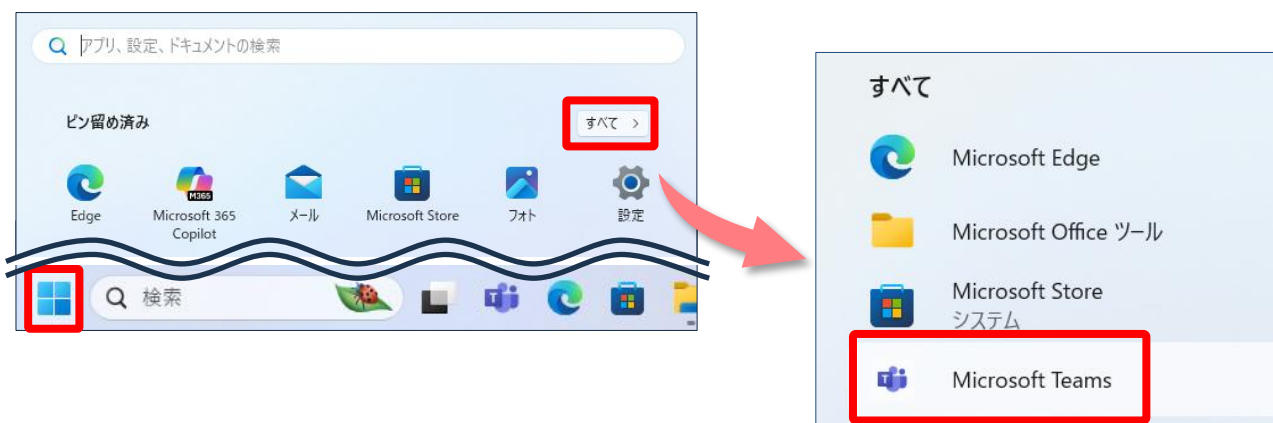 アプリ、設定、ドキュメントの検索
ピン留め済み
すべて >
Edge
Microsoft 365
Copilot
メール
Microsoft Store
フォト
設定
M365
検索
すべて
Microsoft Edge
Microsoft Office ツール
Microsoft Store
システム
Microsoft Teams